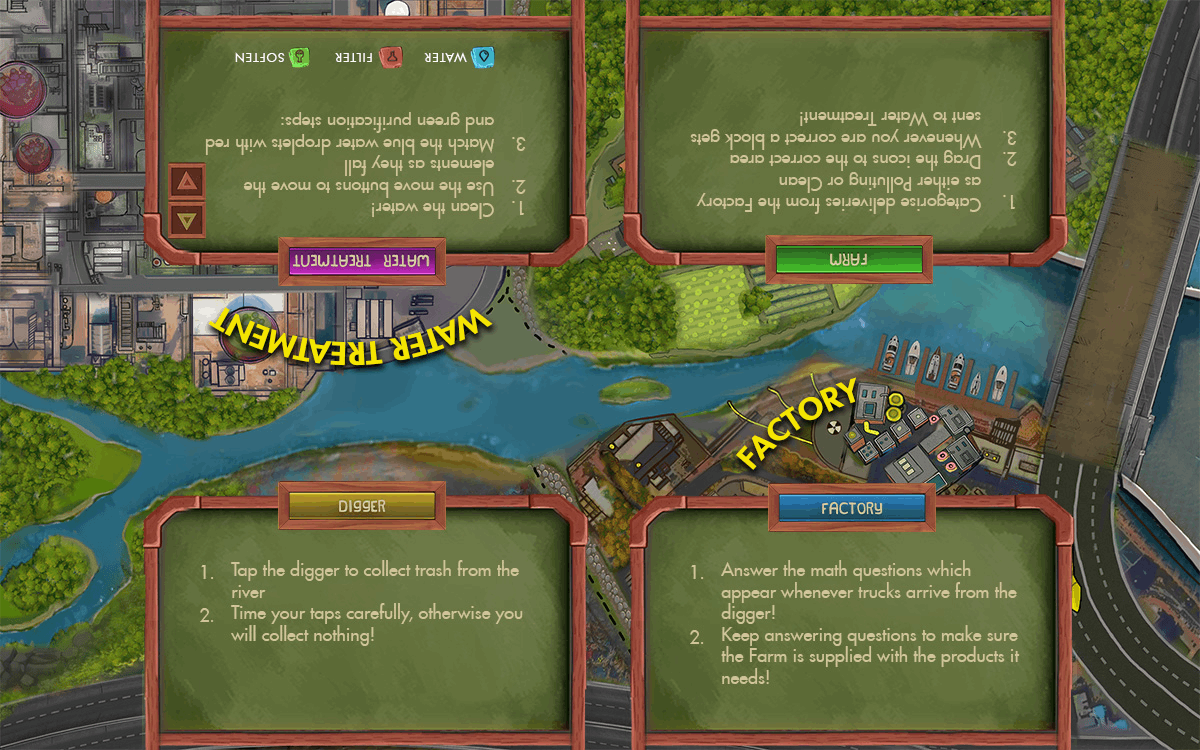 WATER TREATMENT
1. Clean the water!
2. Use the move buttons to move the
elements as they fall
3. Match the blue water droplets with red
and green purification steps:
WATER FILTER SOFTEN
FARM
1. Categorise deliveries from the Factory
as either Polluting or Clean
2. Drag the icons to the correct area
3. Whenever you are correct a block gets
sent to Water Treatment!
WATER TREATMENT
FACTORY
DIGGER
1. Tap the digger to collect trash from the
river
2. Time your taps carefully, otherwise you
will collect nothing!
FACTORY
1. Answer the math questions which
appear whenever trucks arrive from the
digger!
2. Keep answering questions to make sure
the Farm is supplied with the products it
needs!